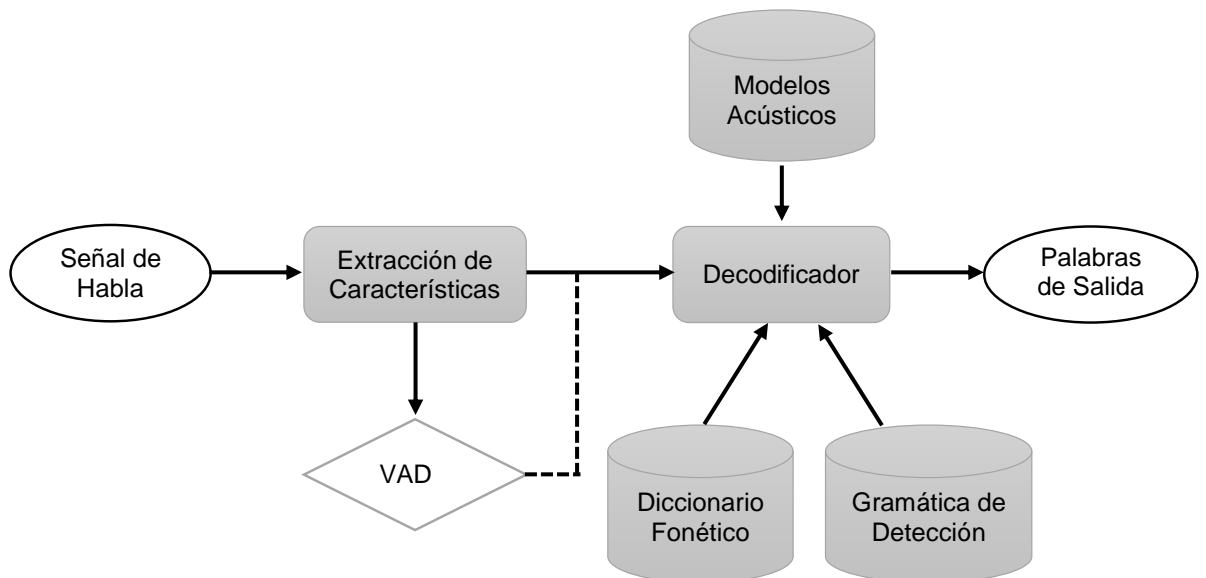 Modelos
Acústicos
Señal de
Habla
Extracción de
Características
Decodificador
Palabras
de Salida
VAD
Diccionario
Fonético
Gramática de
Detección